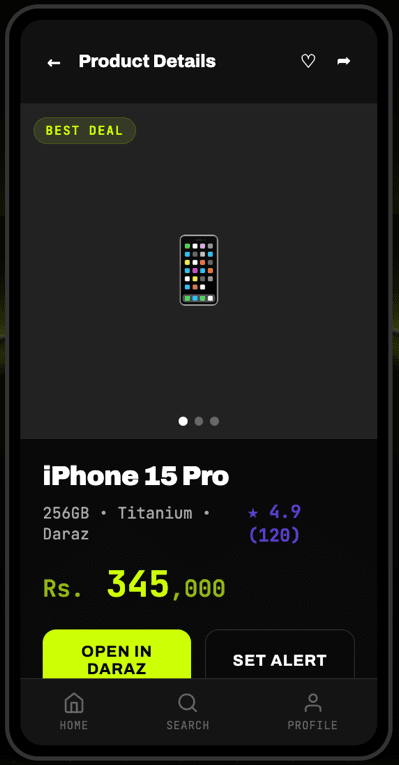 ← Product Details ♡ ➦
BEST DEAL
iPhone 15 Pro
256GB • Titanium •
Daraz
★ 4.9
(120)
Rs. 345,000
OPEN IN
DARAZ
SET ALERT
HOME SEARCH PROFILE